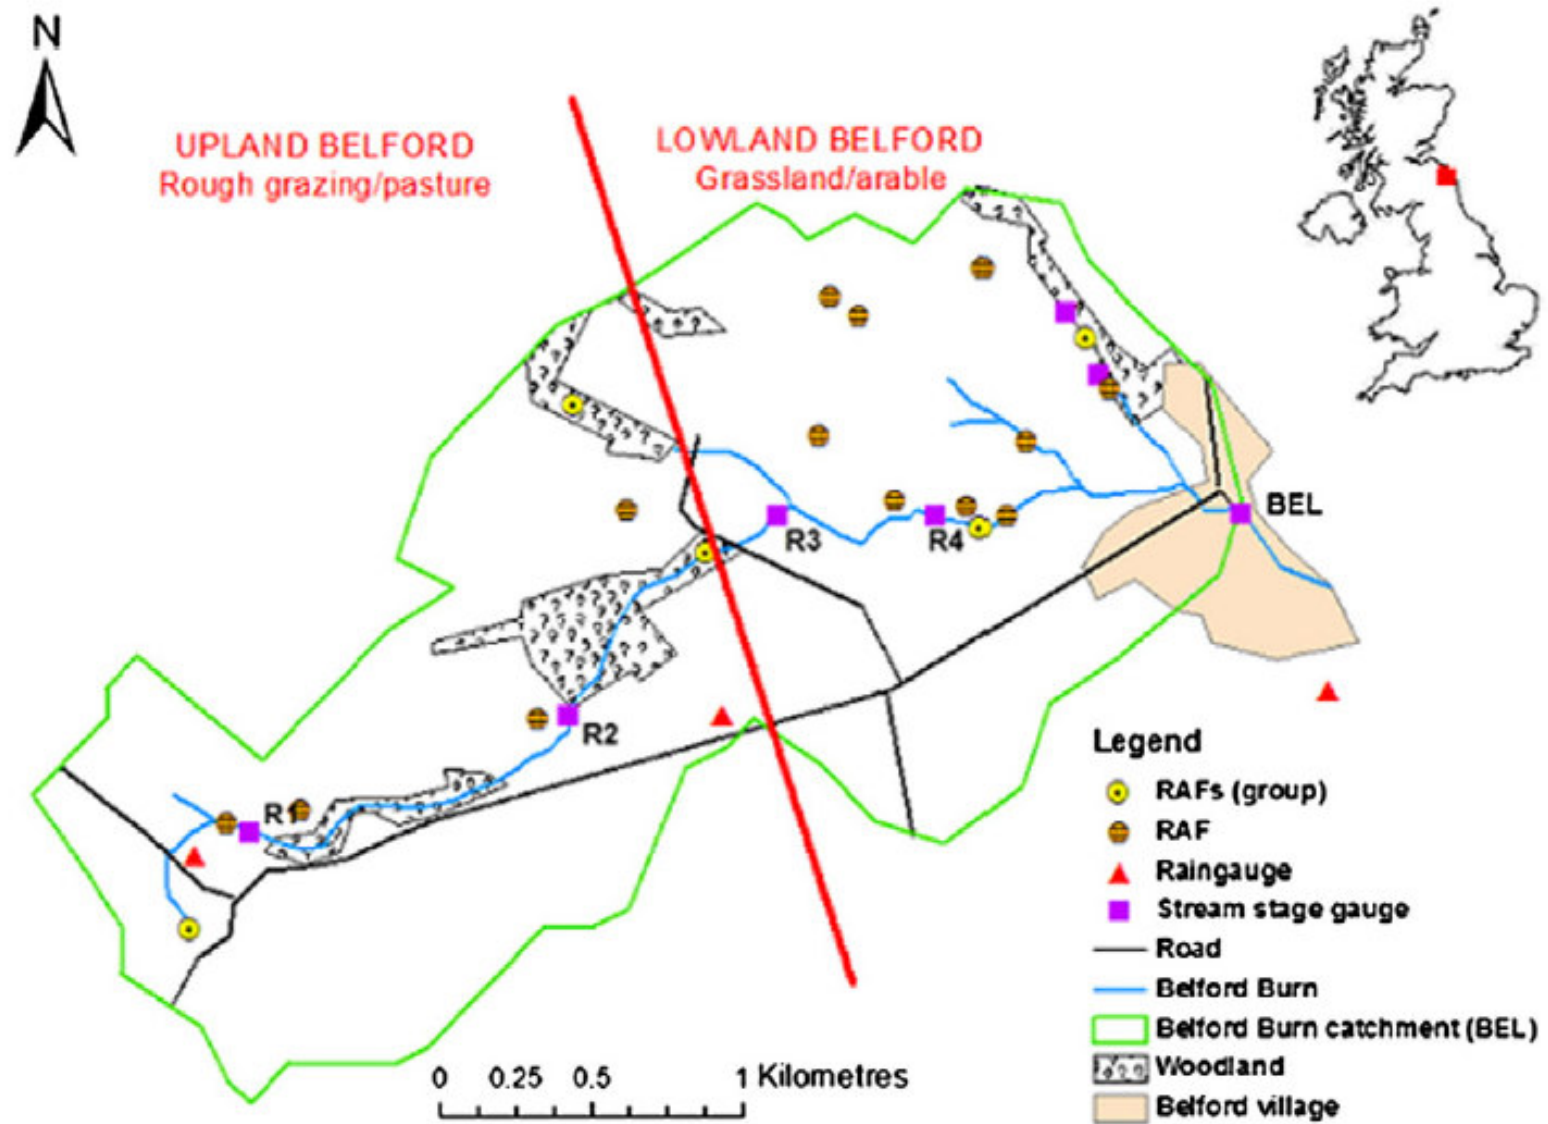 N
UPLAND BELFORD
Rough grazing/pasture
LOWLAND BELFORD
Grassland/arable
BEL
R3
R4
R2
R1
Legend
RAFs (group)
RAF
Raingauge
Stream stage gauge
Road
Belford Burn
Belford Burn catchment (BEL)
Woodland
Belford village
0 0.25 0.5 1 Kilometres